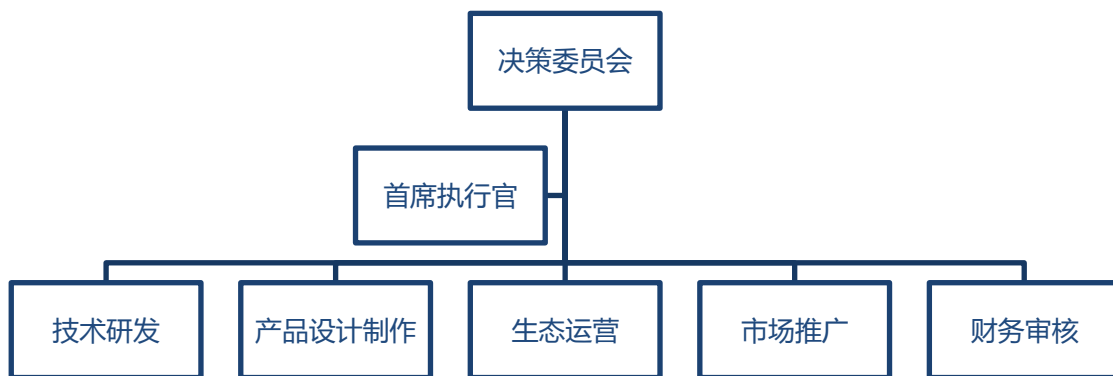 决策委员会
首席执行官
技术研发
产品设计制作
生态运营
市场推广
财务审核